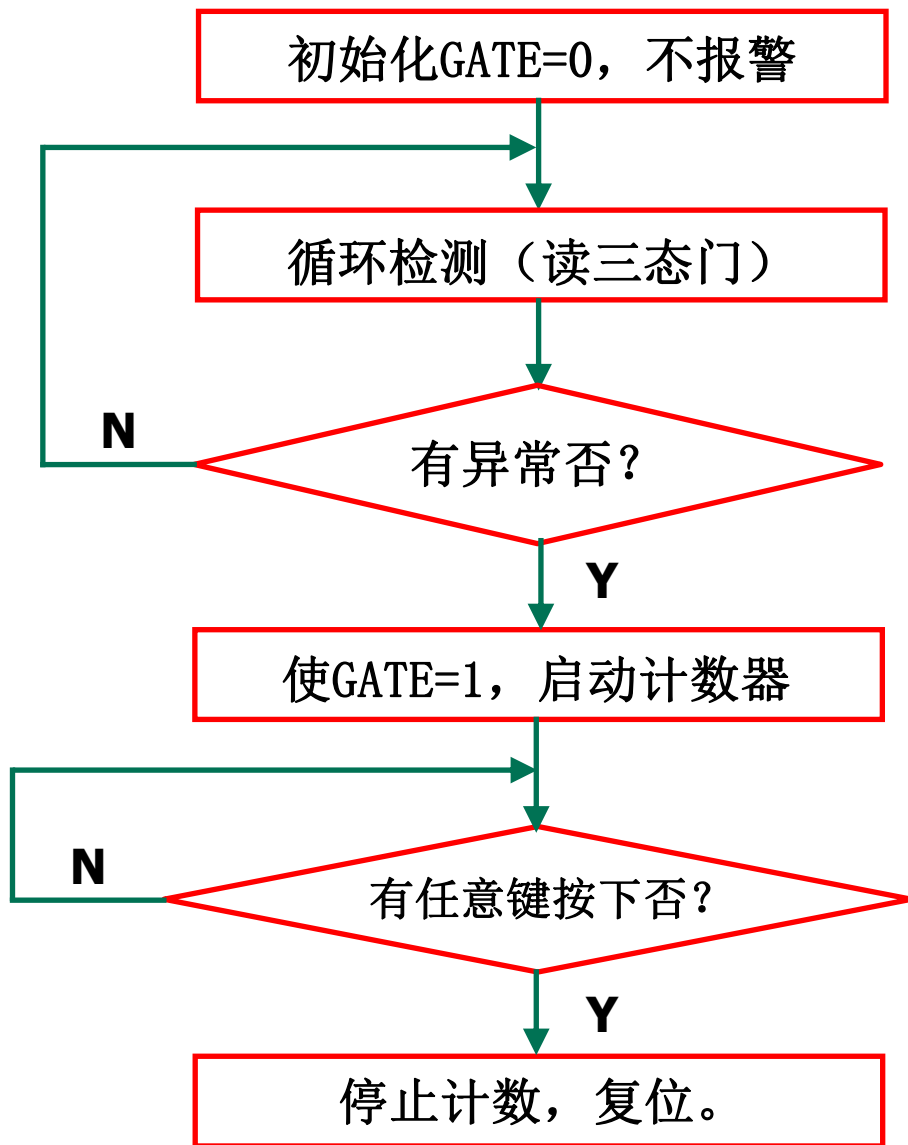 初始化GATE=0，不报警
循环检测（读三态门）
N
有异常否？
Y
使GATE=1，启动计数器
N
有任意键按下否？
Y
停止计数，复位。